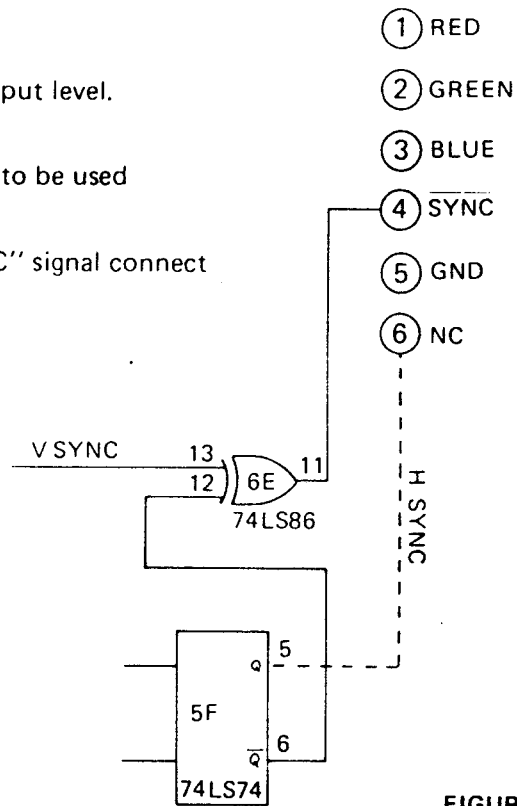 ① RED
put level.
② GREEN
③ BLUE
to be used
④ S̅Y̅N̅C̅
C" signal connect
⑤ GND
⑥ NC
V SYNC
13
12
6E
11
74LS86
H SYNC
Q
5
5F
Q̅
6
74LS74
FIGUR